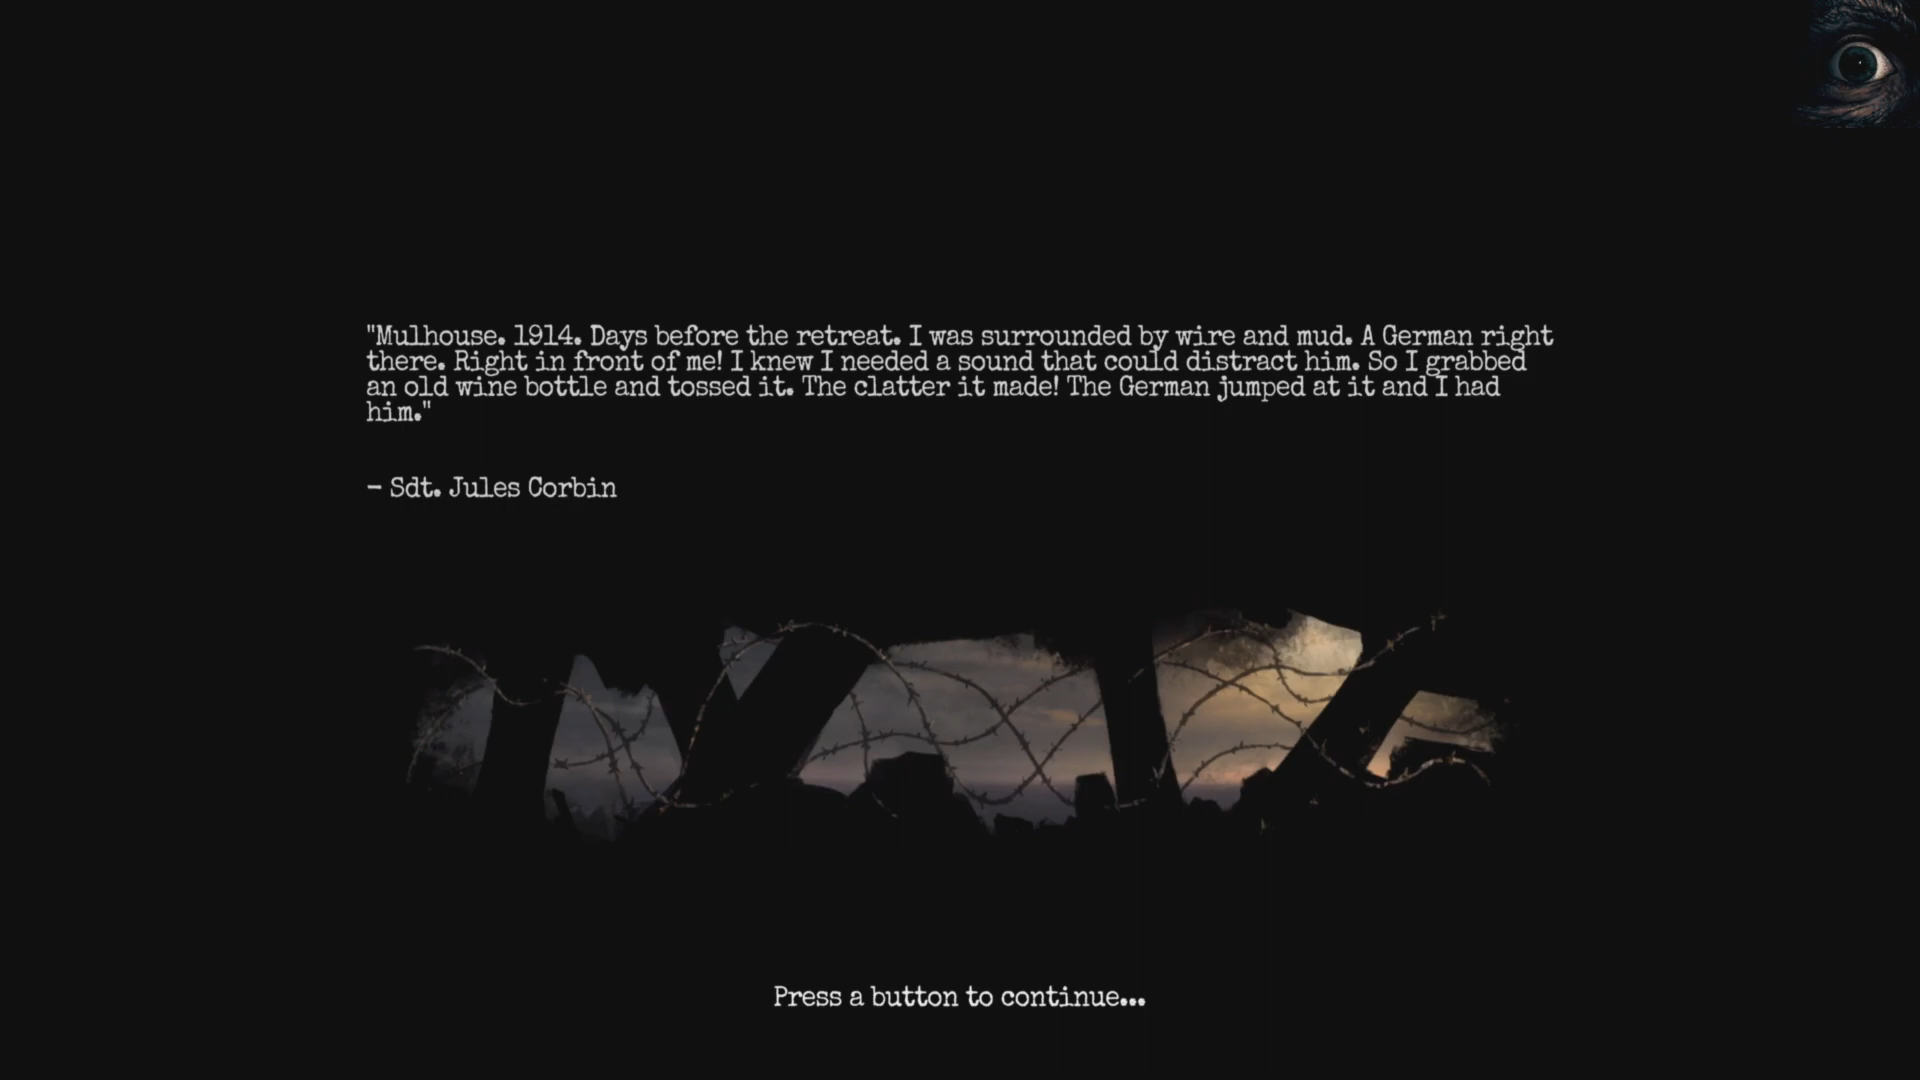 "Mulhouse. 1914. Days before the retreat. I was surrounded by wire and mud. A German right
there. Right in front of me! I knew I needed a sound that could distract him. So I grabbed
an old wine bottle and tossed it. The clatter it made! The German jumped at it and I had
him."
– Sdt. Jules Corbin
Press a button to continue...